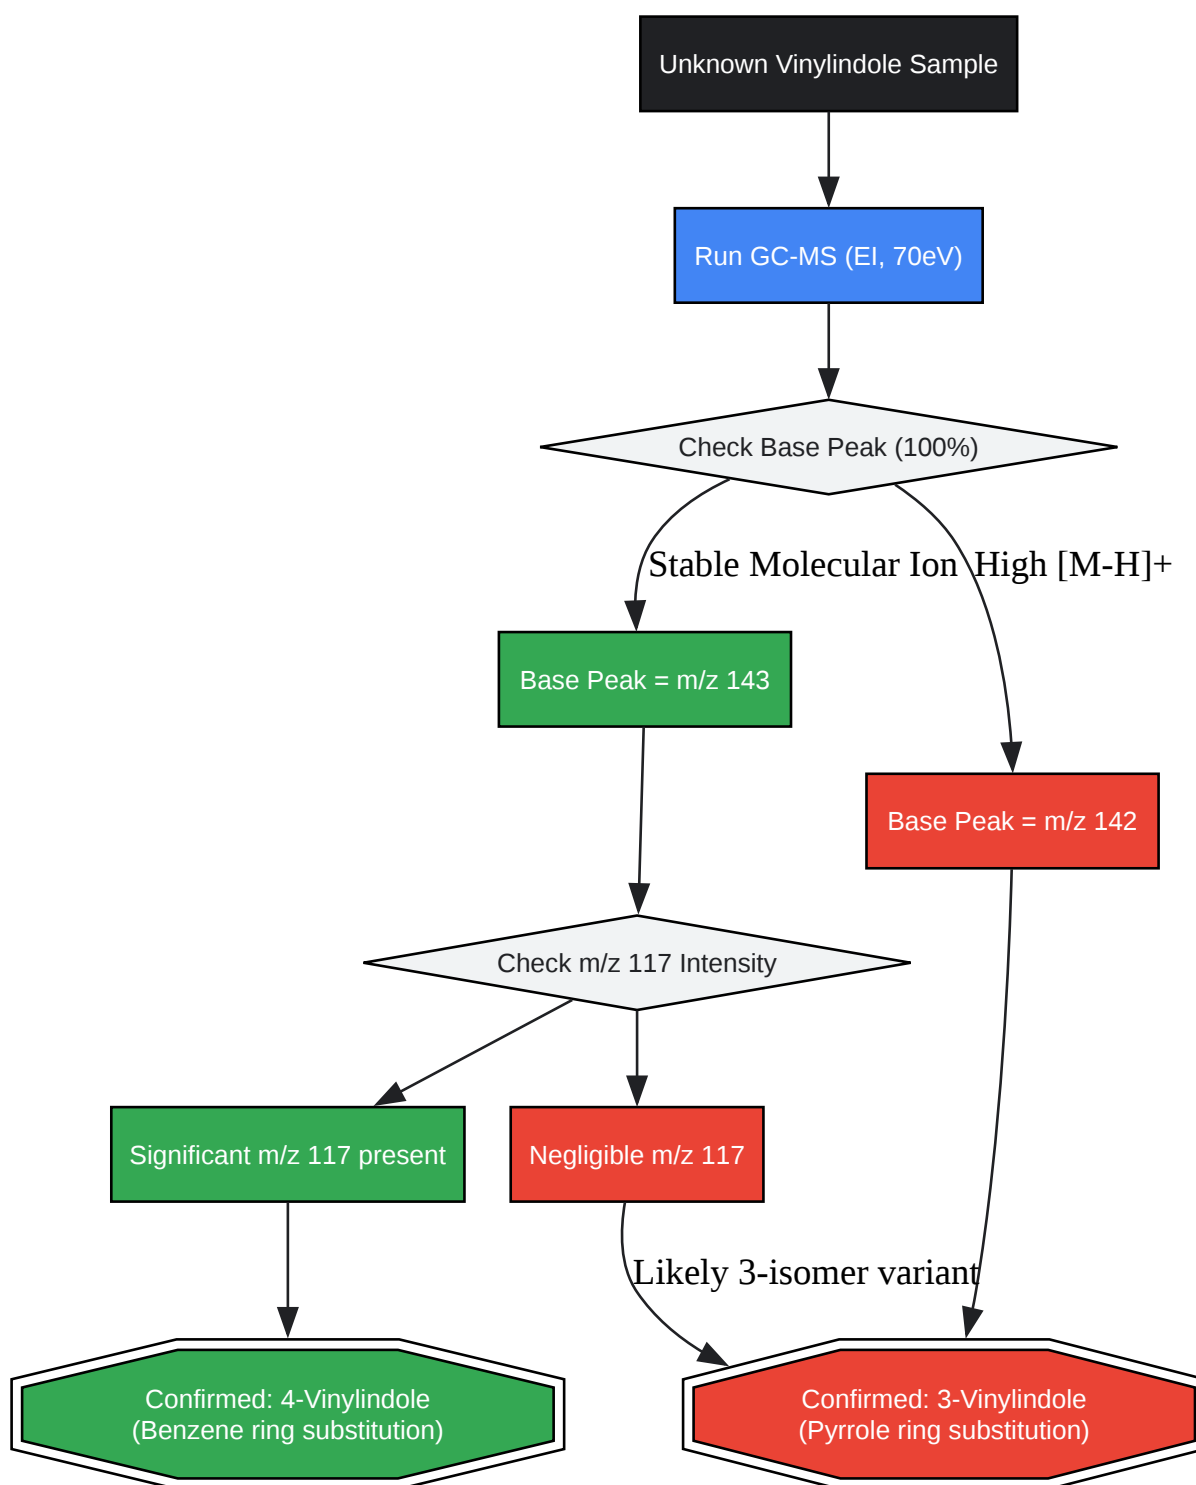 Unknown Vinylindole Sample
Run GC-MS (EI, 70eV)
Check Base Peak (100%)
Stable Molecular Ion
High [M-H]+
Base Peak = m/z 143
Base Peak = m/z 142
Check m/z 117 Intensity
Significant m/z 117 present
Negligible m/z 117
Likely 3-isomer variant
Confirmed: 4-Vinylindole
(Benzene ring substitution)
Confirmed: 3-Vinylindole
(Pyrrole ring substitution)